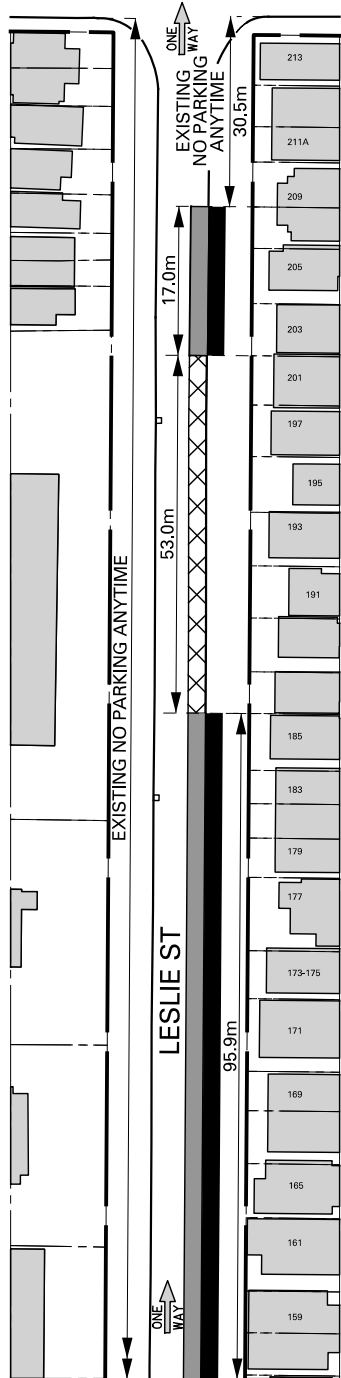 ONE
WAY
EXISTING
NO PARKING
ANYTIME
30.5m
213
211A
209
205
17.0m
203
201
197
195
53.0m
193
191
EXISTING NO PARKING ANYTIME
185
183
179
177
LESLIE ST
173-175
95.9m
171
169
165
161
ONE
WAY
159